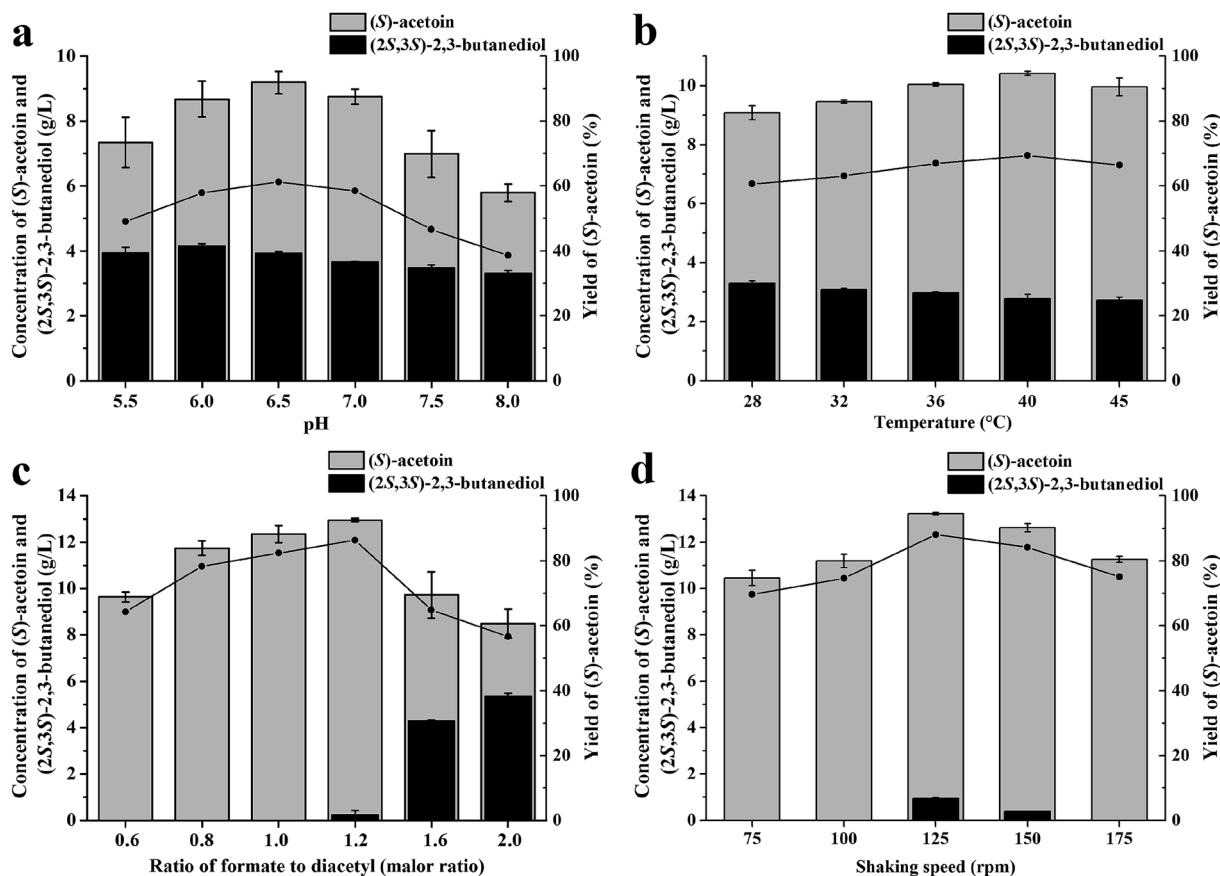 a
(S)-acetoin
(2S,3S)-2,3-butanediol
Concentration of (S)-acetoin and
(2S,3S)-2,3-butanediol (g/L)
10
8
6
4
2
0
100
80
60
40
20
0
Yield of (S)-acetoin (%)
5.5 6.0 6.5 7.0 7.5 8.0
pH
b
(S)-acetoin
(2S,3S)-2,3-butanediol
Concentration of (S)-acetoin and
(2S,3S)-2,3-butanediol (g/L)
10
8
6
4
2
0
100
80
60
40
20
0
Yield of (S)-acetoin (%)
28 32 36 40 45
Temperature (°C)
c
(S)-acetoin
(2S,3S)-2,3-butanediol
Concentration of (S)-acetoin and
(2S,3S)-2,3-butanediol (g/L)
14
12
10
8
6
4
2
0
100
80
60
40
20
0
Yield of (S)-acetoin (%)
0.6 0.8 1.0 1.2 1.6 2.0
Ratio of formate to diacetyl (malor ratio)
d
(S)-acetoin
(2S,3S)-2,3-butanediol
Concentration of (S)-acetoin and
(2S,3S)-2,3-butanediol (g/L)
14
12
10
8
6
4
2
0
100
80
60
40
20
0
Yield of (S)-acetoin (%)
75 100 125 150 175
Shaking speed (rpm)